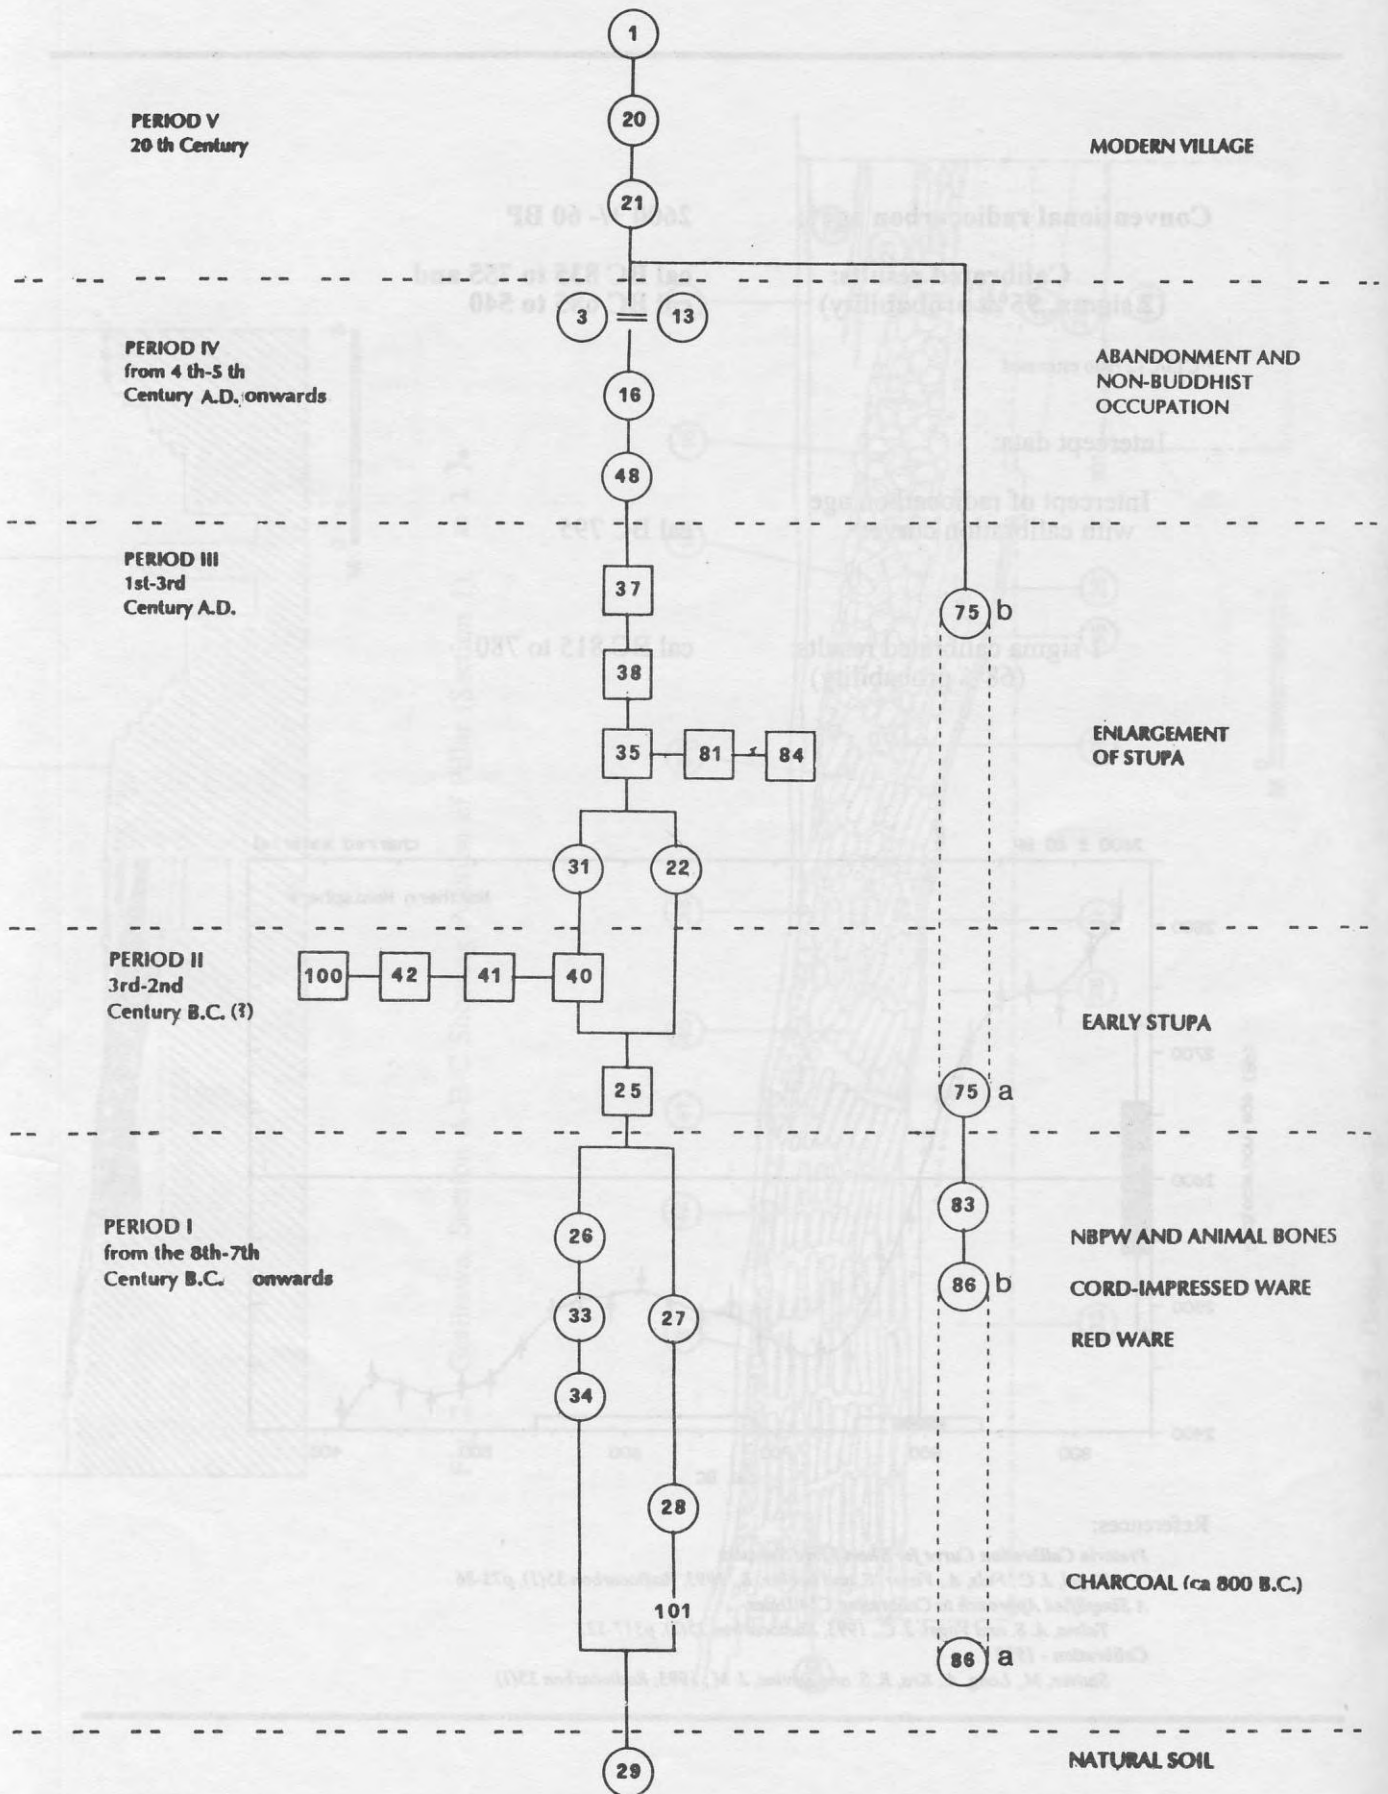 1
PERIOD V
20 th Century
20
MODERN VILLAGE
21
3 = 13
PERIOD IV
from 4 th-5 th
Century A.D. onwards
16
ABANDONMENT AND
NON-BUDDHIST
OCCUPATION
48
PERIOD III
1st-3rd
Century A.D.
37
75 b
38
35 81 84
ENLARGEMENT
OF STUPA
31 22
PERIOD II
3rd-2nd
Century B.C. (?)
100 42 41 40
EARLY STUPA
25
75 a
83
PERIOD I
from the 8th-7th
Century B.C. onwards
26
NBPW AND ANIMAL BONES
86 b
CORD-IMPRESSED WARE
33 27
RED WARE
34
28
CHARCOAL (ca 800 B.C.)
101
86 a
29
NATURAL SOIL